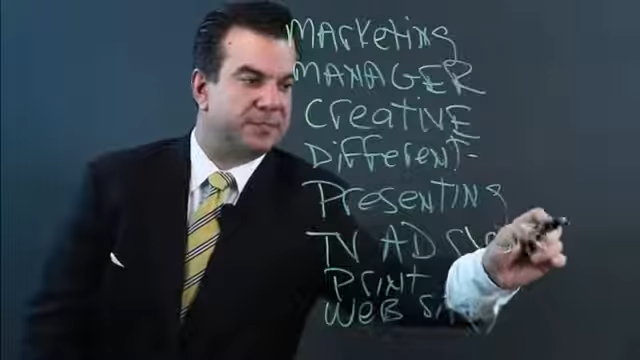 MARketing
MANAGER
CreatiVE
Different-
Presenting
TV AD
Print
WEB